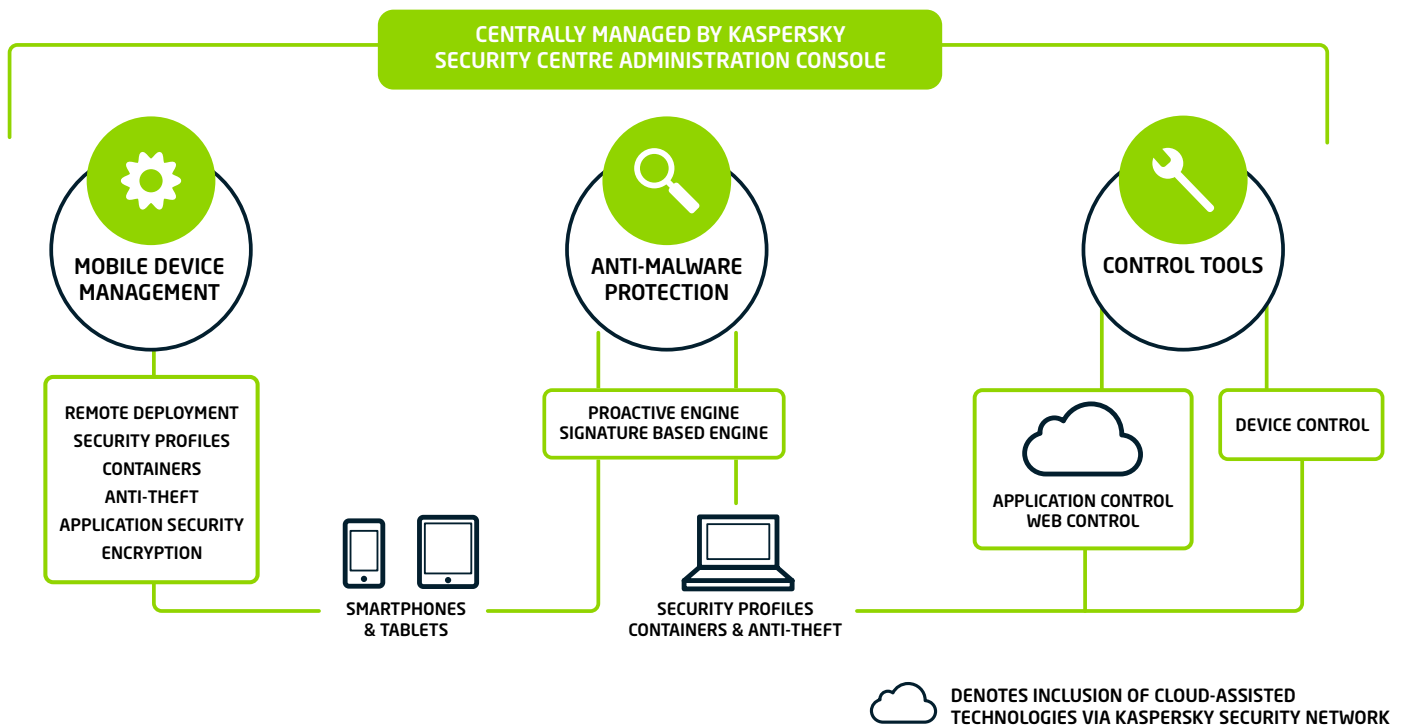 CENTRALLY MANAGED BY KASPERSKY
SECURITY CENTRE ADMINISTRATION CONSOLE
MOBILE DEVICE
MANAGEMENT
ANTI-MALWARE
PROTECTION
CONTROL TOOLS
REMOTE DEPLOYMENT
SECURITY PROFILES
CONTAINERS
ANTI-THEFT
APPLICATION SECURITY
ENCRYPTION
PROACTIVE ENGINE
SIGNATURE BASED ENGINE
APPLICATION CONTROL
WEB CONTROL
DEVICE CONTROL
SMARTPHONES
& TABLETS
SECURITY PROFILES
CONTAINERS & ANTI-THEFT
DENOTES INCLUSION OF CLOUD-ASSISTED
TECHNOLOGIES VIA KASPERSKY SECURITY NETWORK